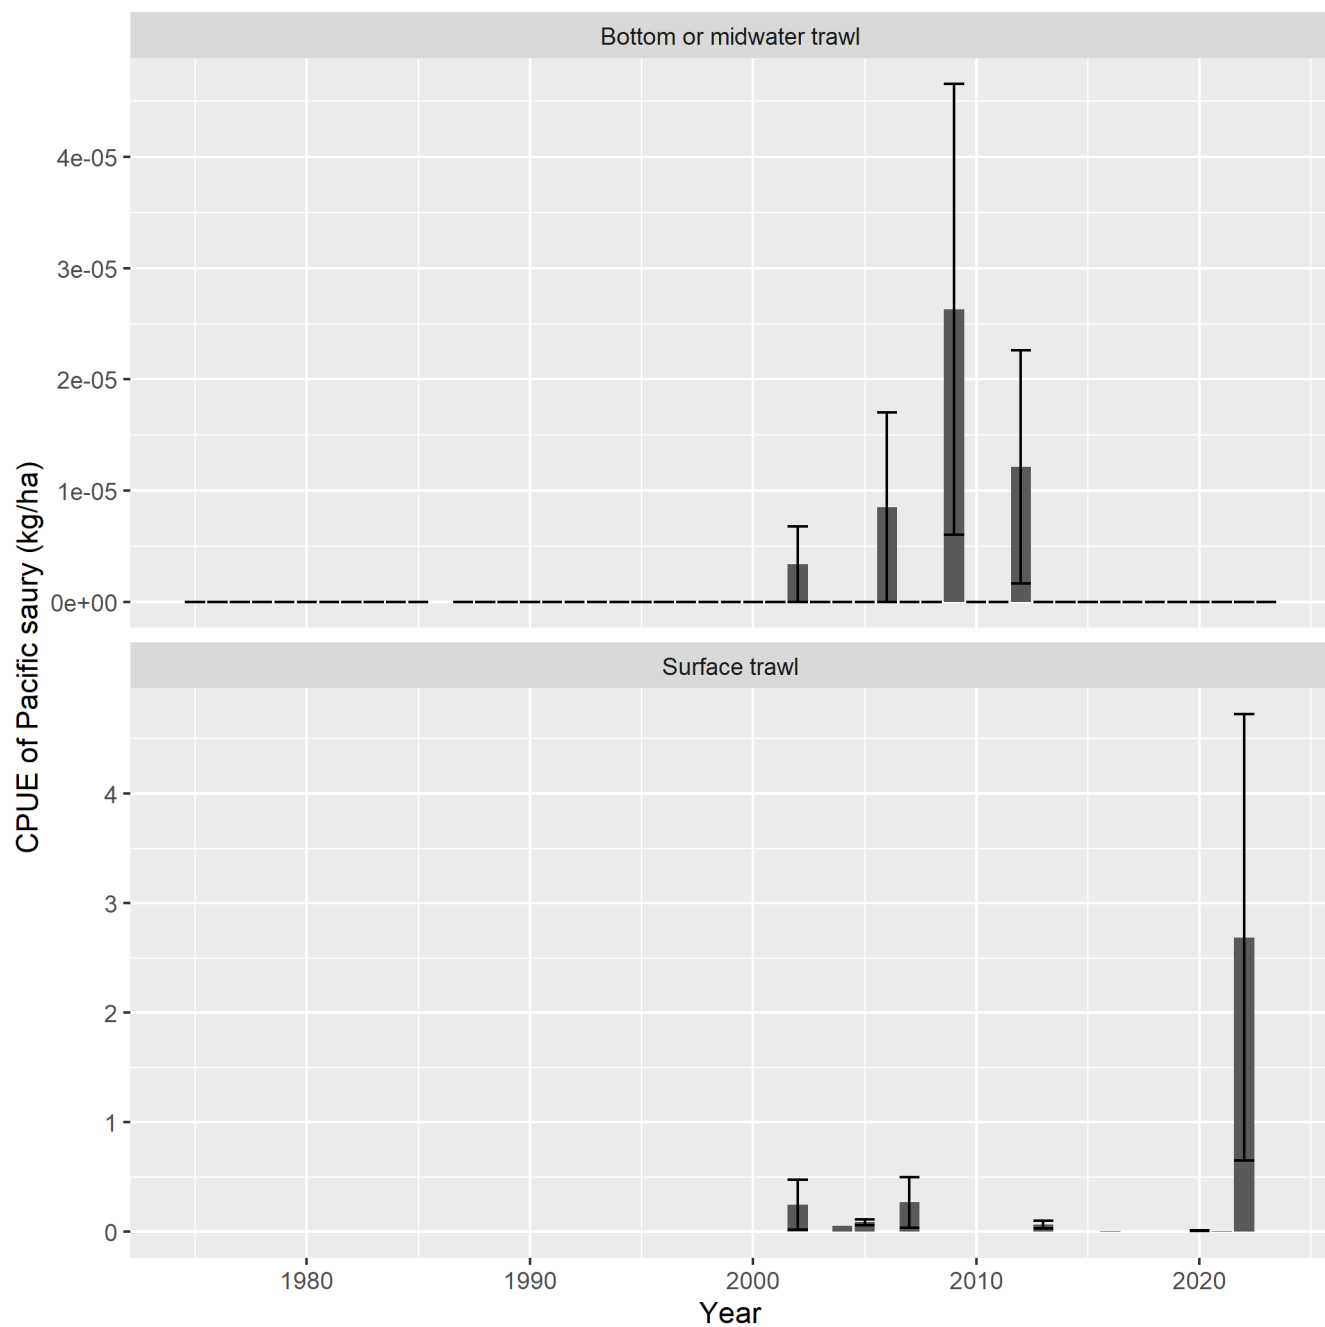 Bottom or midwater trawl
4e-05
3e-05
2e-05
1e-05
0e+00
CPUE of Pacific saury (kg/ha)
Surface trawl
4
3
2
1
0
1980 1990 2000 2010 2020
Year